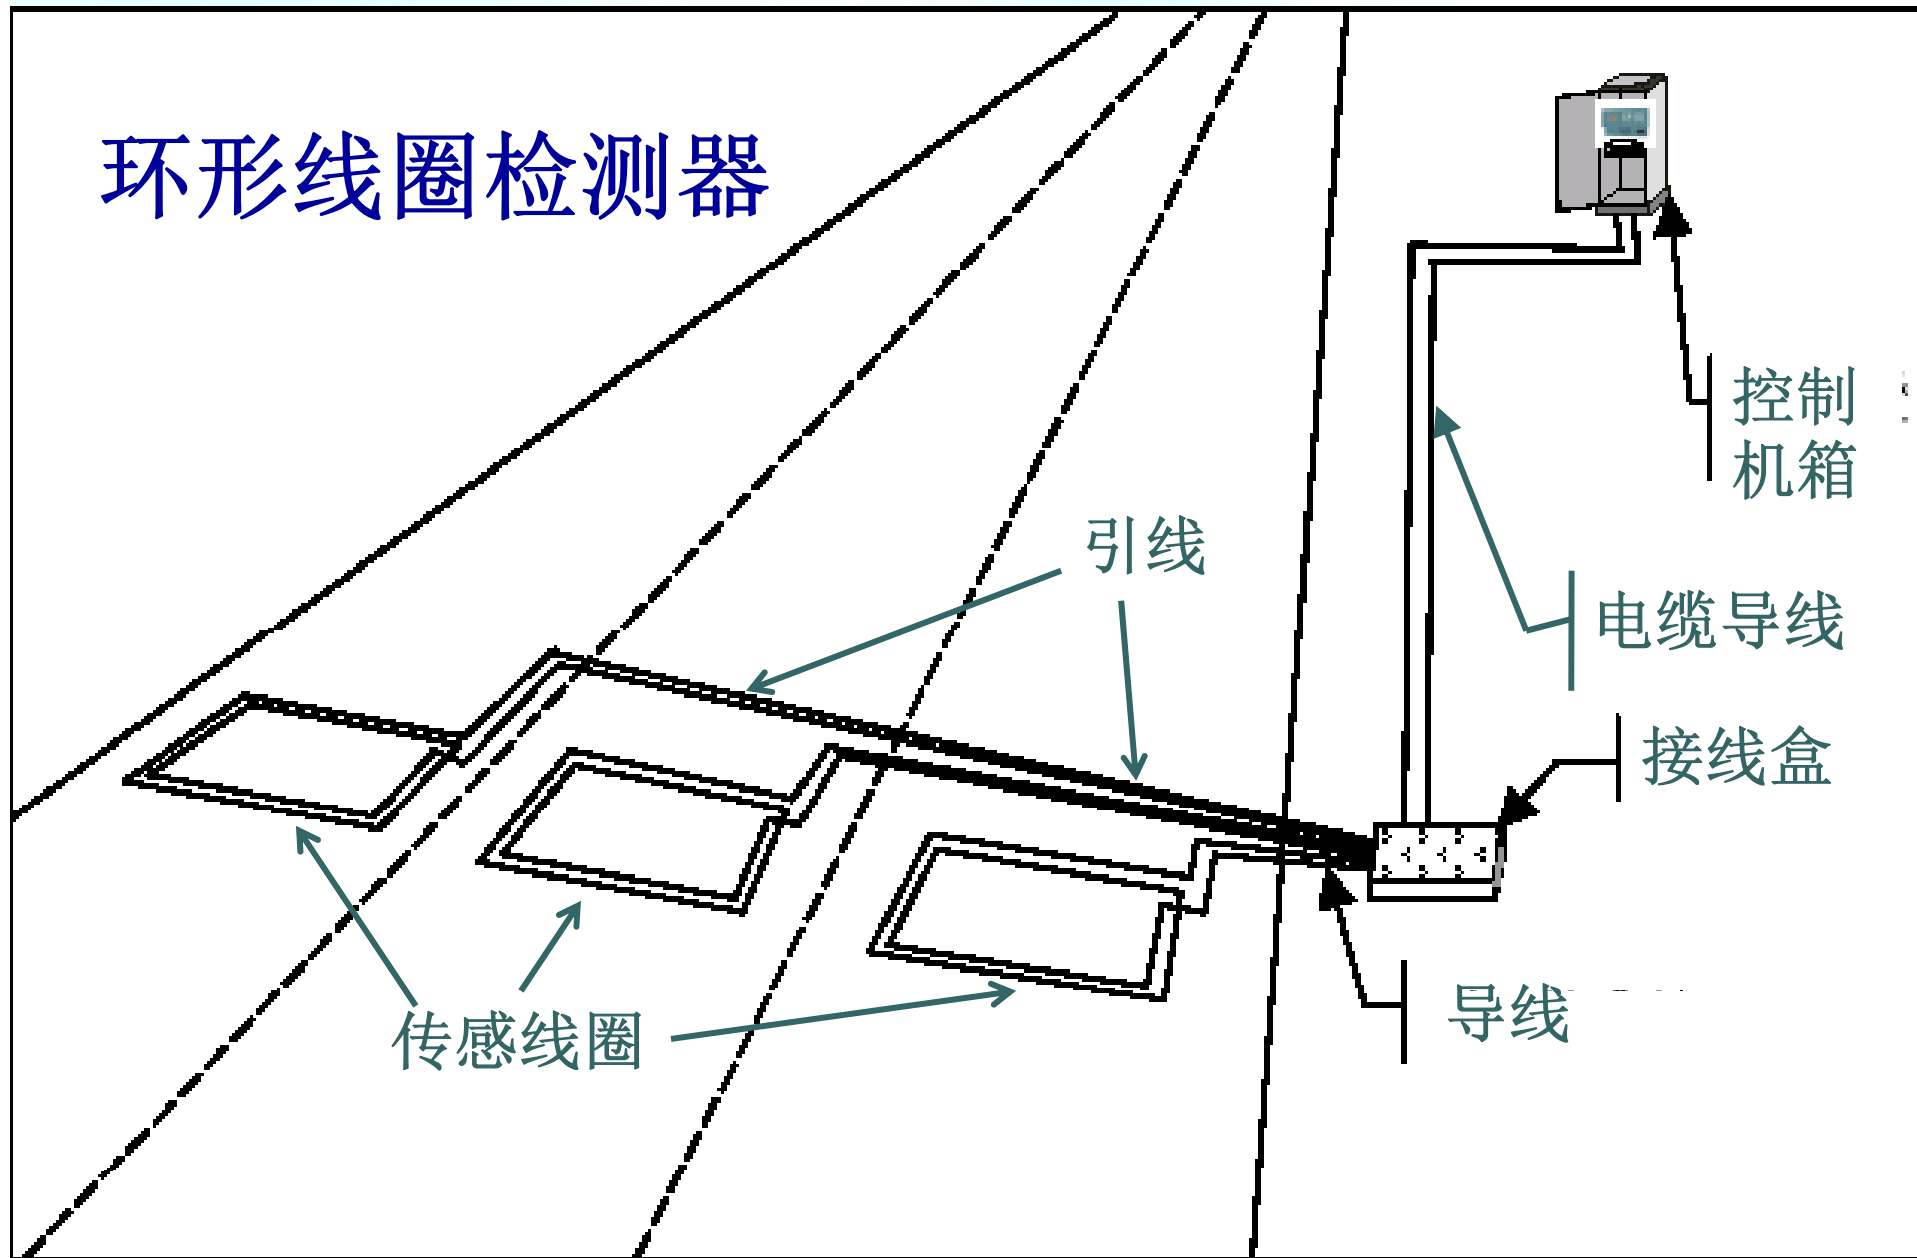 环形线圈检测器
控制
机箱
引线
电缆导线
接线盒
导线
传感线圈